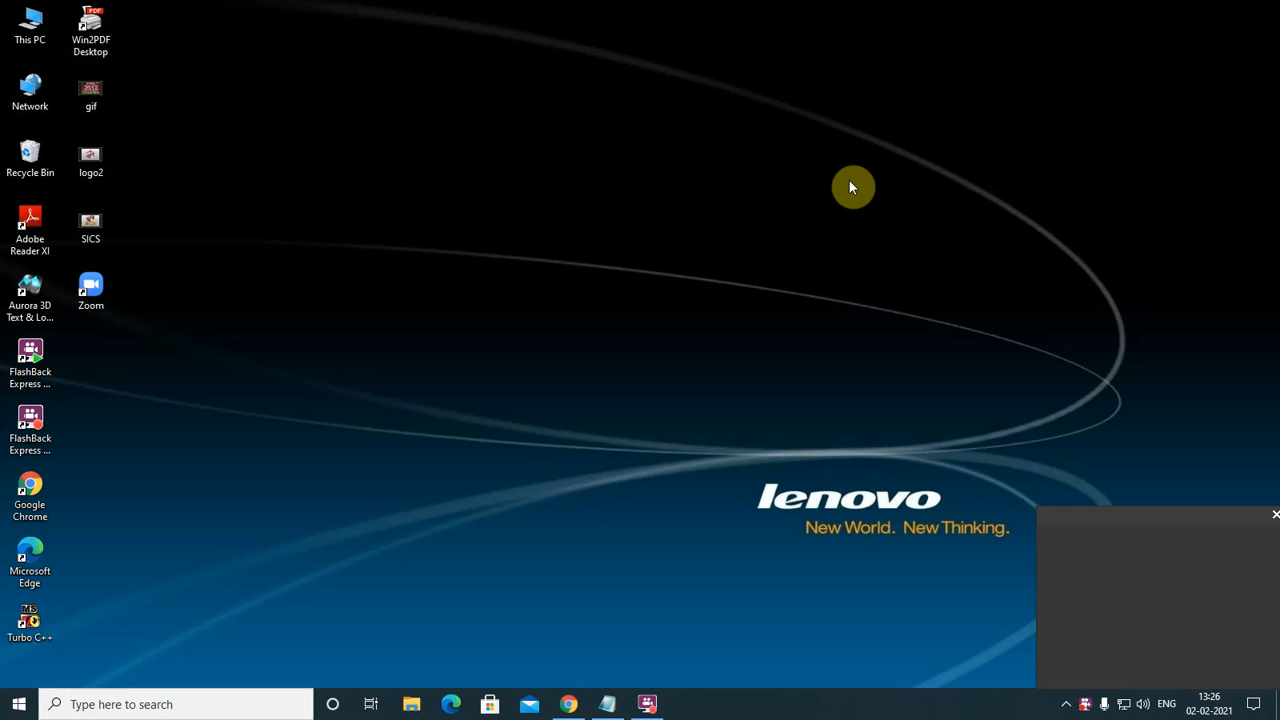 This PC
Win2PDF
Desktop
PDF
Network
gif
Recycle Bin
logo2
Adobe
Reader XI
SICS
Aurora 3D
Text & Lo...
Zoom
FlashBack
Express ...
FlashBack
Express ...
Google
Chrome
Microsoft
Edge
MS
Turbo C++
lenovo
New World. New Thinking.
Type here to search
ENG
13:26
02-02-2021